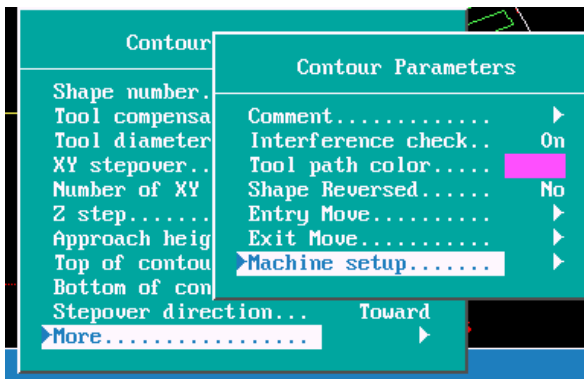 Contour
Shape number.
Tool compensa
Tool diameter
XY stepover..
Number of XY
Z step.......
Approach heig
Top of contou
Bottom of con
Stepover direction... Toward
More.................
Contour Parameters
Comment.............
Interference check.. On
Tool path color.....
Shape Reversed...... No
Entry Move..........
Exit Move...........
Machine setup.......